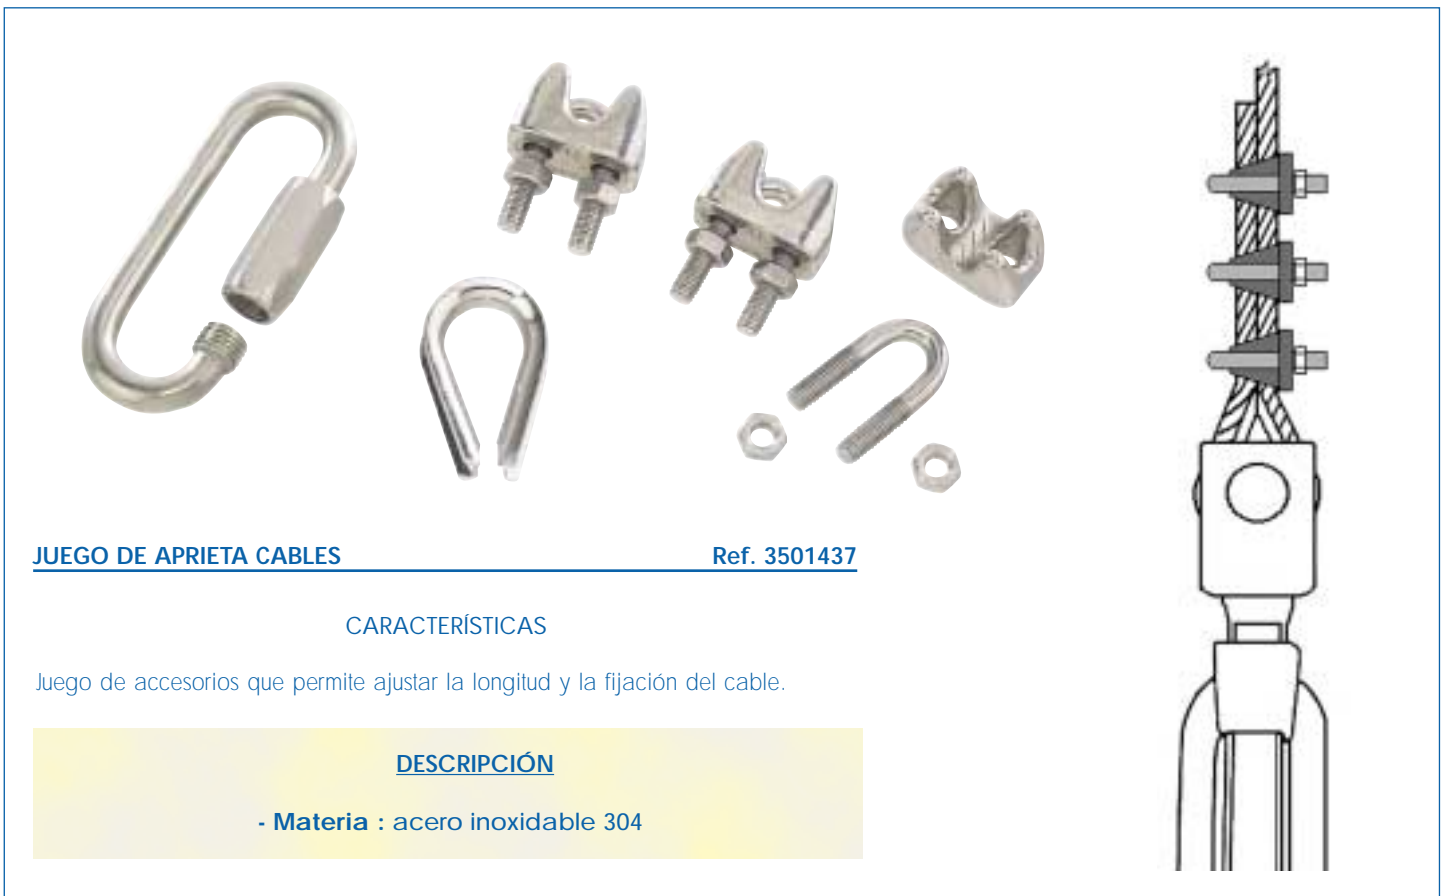 JUEGO DE APRIETA CABLES Ref. 3501437
CARACTERÍSTICAS
Juego de accesorios que permite ajustar la longitud y la fijación del cable.
DESCRIPCIÓN
- Materia : acero inoxidable 304